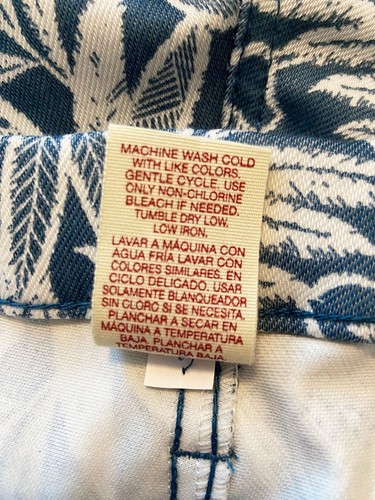 MACHINE WASH COLD
WITH LIKE COLORS.
GENTLE CYCLE. USE
ONLY NON-CHLORINE
BLEACH IF NEEDED.
TUMBLE DRY LOW.
LOW IRON.
LAVAR A MÁQUINA CON
AGUA FRÍA LAVAR CON
COLORES SIMILARES. EN
CICLO DELICADO. USAR
SOLAMENTE BLANQUEADOR
SIN CLORO SI SE NECESITA.
PLANCHAR A SECAR EN
MÁQUINA A TEMPERATURA
BAJA. PLANCHAR A
TEMPERATURA BAJA